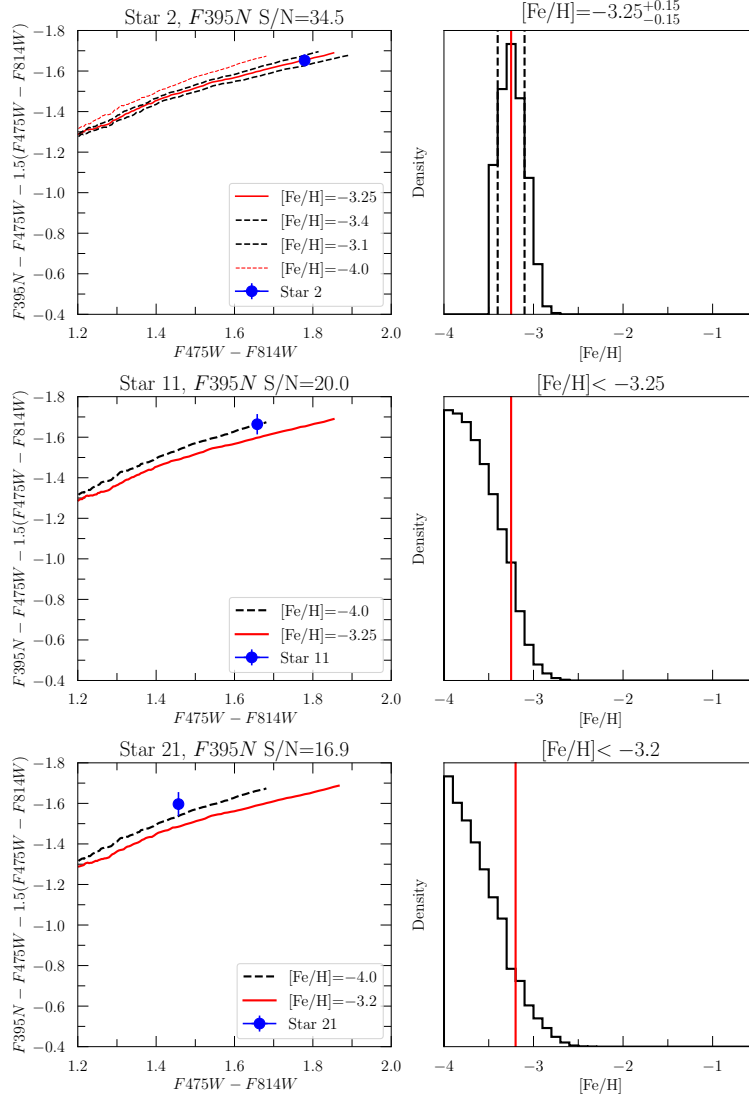 Star 2, F395N S/N=34.5
F395N − F475W − 1.5(F475W − F814W)
−1.8
−1.6
−1.4
−1.2
−1.0
−0.8
−0.6
−0.4
[Fe/H]=−3.25
[Fe/H]=−3.4
[Fe/H]=−3.1
[Fe/H]=−4.0
Star 2
1.2 1.4 1.6 1.8 2.0
F475W − F814W
[Fe/H]=−3.25+0.15−0.15
Density
−4 −3 −2 −1
[Fe/H]
Star 11, F395N S/N=20.0
F395N − F475W − 1.5(F475W − F814W)
−1.8
−1.6
−1.4
−1.2
−1.0
−0.8
−0.6
−0.4
[Fe/H]=−4.0
[Fe/H]=−3.25
Star 11
1.2 1.4 1.6 1.8 2.0
F475W − F814W
[Fe/H]< −3.25
Density
−4 −3 −2 −1
[Fe/H]
Star 21, F395N S/N=16.9
F395N − F475W − 1.5(F475W − F814W)
−1.8
−1.6
−1.4
−1.2
−1.0
−0.8
−0.6
−0.4
[Fe/H]=−4.0
[Fe/H]=−3.2
Star 21
1.2 1.4 1.6 1.8 2.0
F475W − F814W
[Fe/H]< −3.2
Density
−4 −3 −2 −1
[Fe/H]